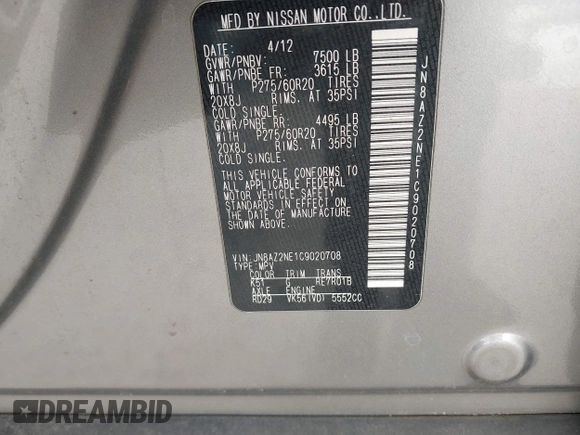 MFD BY NISSAN MOTOR CO.,LTD.
DATE: 4/12
GVWR/PNBV: 7500 LB
GAWR/PNBE FR: 3615 LB
WITH P275/60R20 TIRES
20X8J RIMS, AT 35PSI
COLD SINGLE.
GAWR/PNBE RR: 4495 LB
WITH P275/60R20 TIRES
20X8J RIMS, AT 35PSI
COLD SINGLE.
THIS VEHICLE CONFORMS TO
ALL APPLICABLE FEDERAL
MOTOR VEHICLE SAFETY
STANDARDS IN EFFECT ON
THE DATE OF MANUFACTURE
SHOWN ABOVE.
VIN: JN8AZ2NE1C9020708
TYPE: MPV
COLOR TRIM TRANS
K51 G RE7R01B
AXLE ENGINE
RD29 VK56(VD) 5552CC
JN8AZ2NE1C9020708
DREAMBID